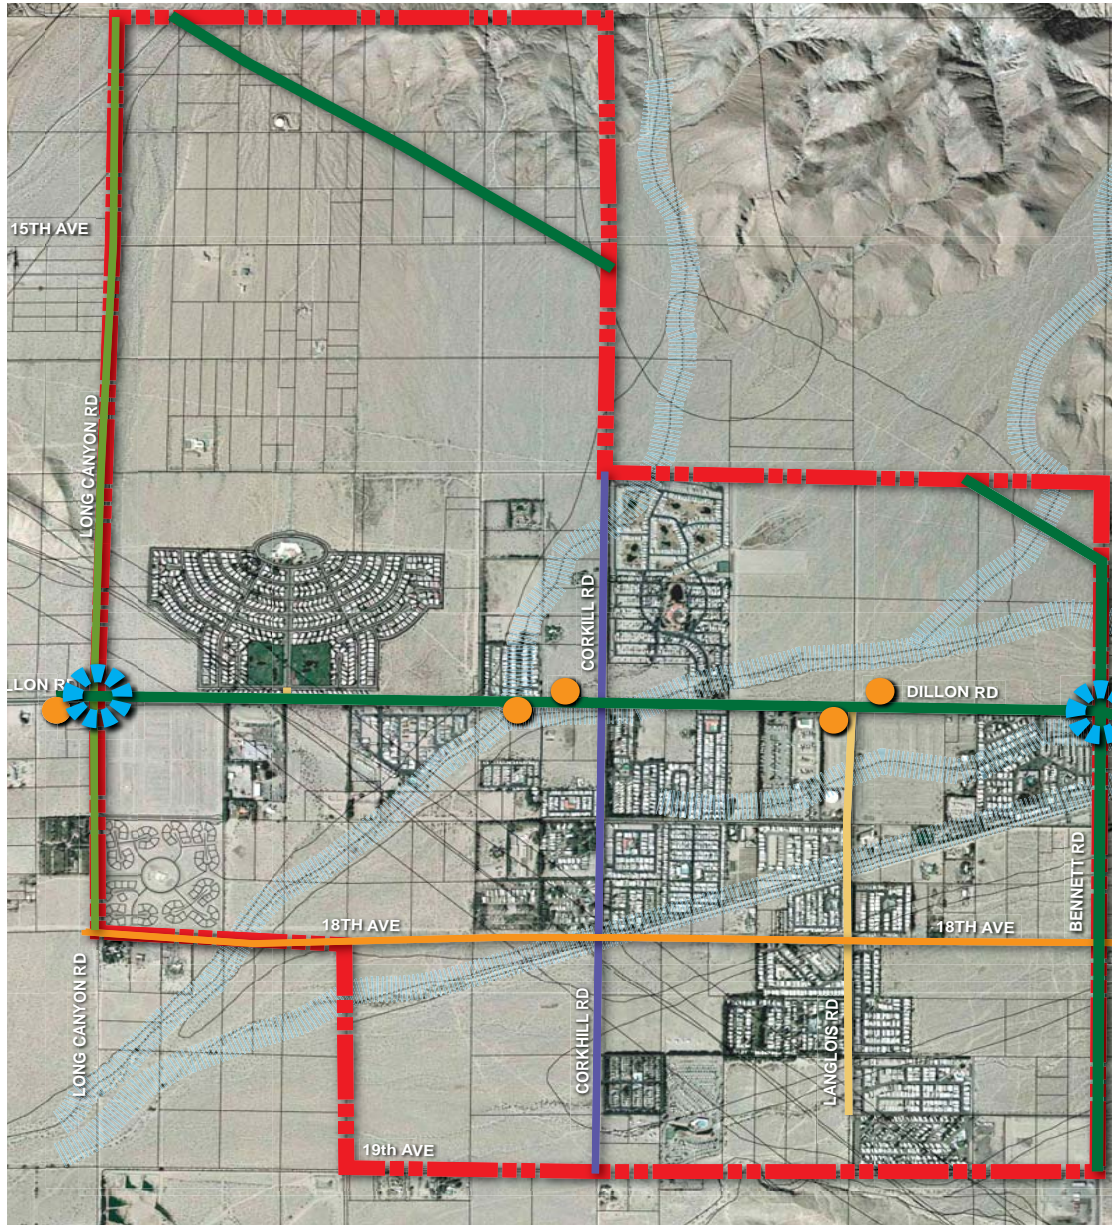 15TH AVE
LONG CANYON RD
CORKILL RD
LLON RD
DILLON RD
18TH AVE
18TH AVE
BENNETT RD
LONG CANYON RD
CORKHILL RD
LANGLOIS RD
19th AVE